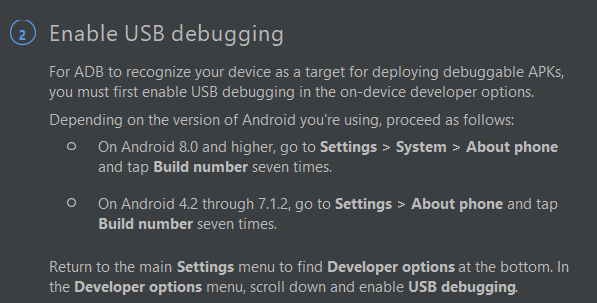 2 Enable USB debugging
For ADB to recognize your device as a target for deploying debuggable APKs,
you must first enable USB debugging in the on-device developer options.
Depending on the version of Android you're using, proceed as follows:
On Android 8.0 and higher, go to Settings > System > About phone
and tap Build number seven times.
On Android 4.2 through 7.1.2, go to Settings > About phone and tap
Build number seven times.
Return to the main Settings menu to find Developer options at the bottom. In
the Developer options menu, scroll down and enable USB debugging.